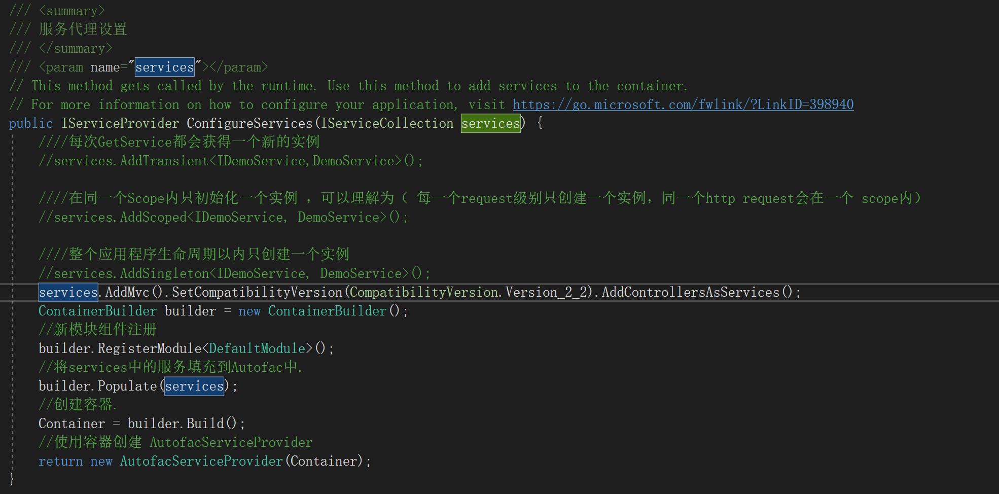 /// <summary>
/// 服务代理设置
/// </summary>
/// <param name="services"></param>
// This method gets called by the runtime. Use this method to add services to the container.
// For more information on how to configure your application, visit https://go.microsoft.com/fwlink/?LinkID=398940
public IServiceProvider ConfigureServices(IServiceCollection services) {
////每次GetService都会获得一个新的实例
//services.AddTransient<IDemoService,DemoService>();
////在同一个Scope内只初始化一个实例 ，可以理解为（ 每一个request级别只创建一个实例，同一个http request会在一个 scope内）
//services.AddScoped<IDemoService, DemoService>();
////整个应用程序生命周期以内只创建一个实例
//services.AddSingleton<IDemoService, DemoService>();
services.AddMvc().SetCompatibilityVersion(CompatibilityVersion.Version_2_2).AddControllersAsServices();
ContainerBuilder builder = new ContainerBuilder();
//新模块组件注册
builder.RegisterModule<DefaultModule>();
//将services中的服务填充到Autofac中.
builder.Populate(services);
//创建容器.
Container = builder.Build();
//使用容器创建 AutofacServiceProvider
return new AutofacServiceProvider(Container);
}